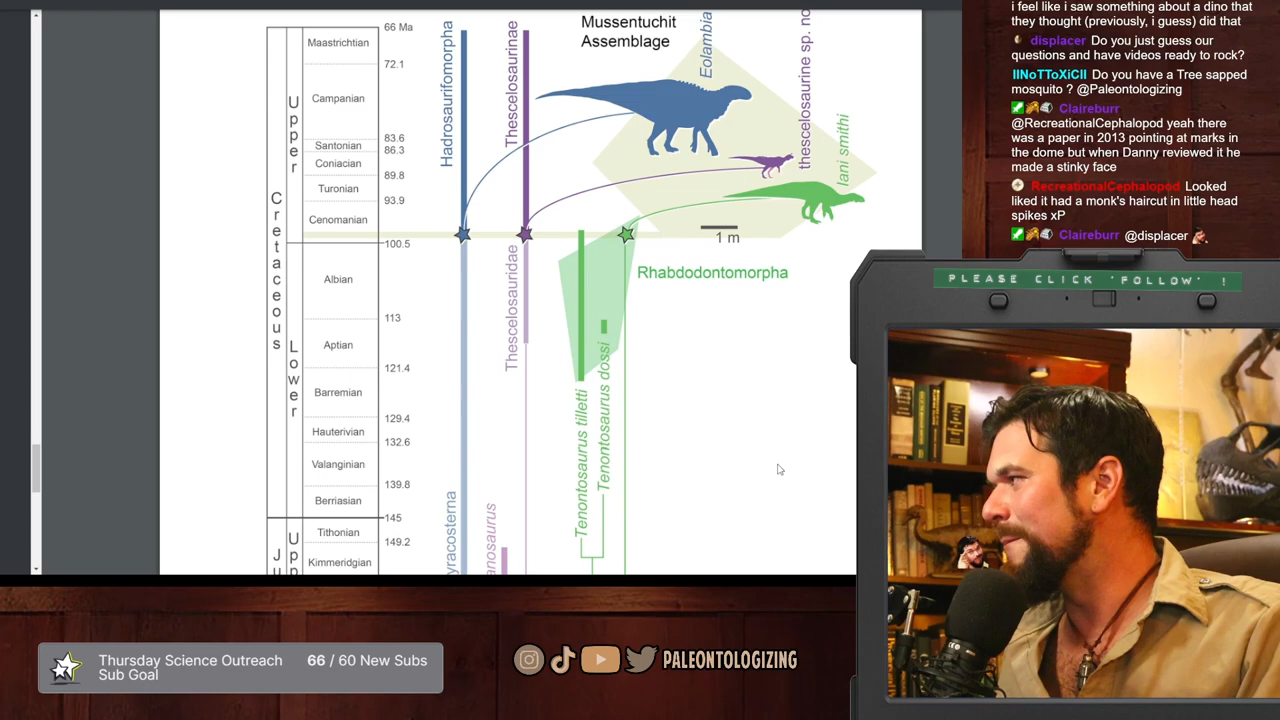 66 Ma
Maastrichtian
72.1
Campanian
83.6
Santonian
86.3
Coniacian
89.8
Turonian
93.9
Cenomanian
100.5
Albian
113
Aptian
121.4
Barremian
129.4
Hauterivian
132.6
Valanginian
139.8
Berriasian
145
Tithonian
149.2
Kimmeridgian
Upper
Cretaceous
Lower
Upp
Ju
Hadrosaurifomorpha
Thescelosaurinae
Mussentuchit
Assemblage
Eolambia
thescelosaurine sp. no
Iani smithi
1 m
Thescelosauridae
Rhabdodontomorpha
Tenontosaurus tilletti
Tenontosaurus dossi
yracosterna
anosaurus
i feel like i saw something about a dino that
they thought (previously, i guess) did that
displacer Do you just guess our
questions and have videos ready to rock?
IINoTToXiCII Do you have a Tree sapped
mosquito ? @Paleontologizing
Claireburr
@RecreationalCephalopod yeah there
was a paper in 2013 pointing at marks in
the dome but when Danny reviewed it he
made a stinky face
RecreationalCephalopod Looked
liked it had a monk's haircut in little head
spikes xP
Claireburr @displacer
PLEASE CLICK 'FOLLOW' !
Thursday Science Outreach 66 / 60 New Subs
Sub Goal
PALEONTOLOGIZING